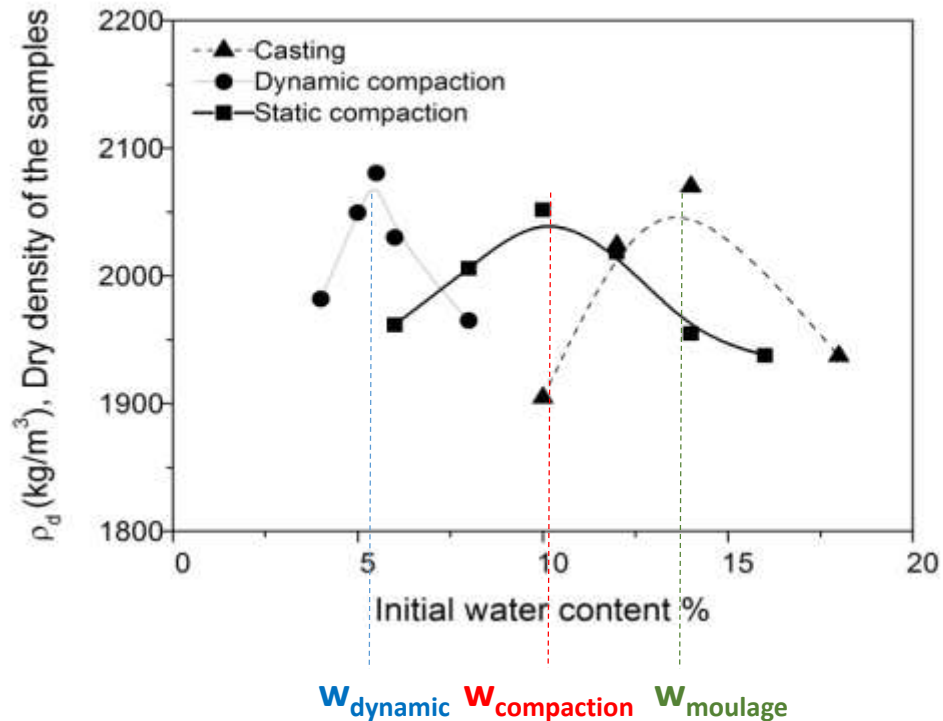 2200
Casting
Dynamic compaction
Static compaction
2100
2000
1900
1800
ρd (kg/m3), Dry density of the samples
0 5 10 15 20
Initial water content %
wdynamic wcompaction wmoulage